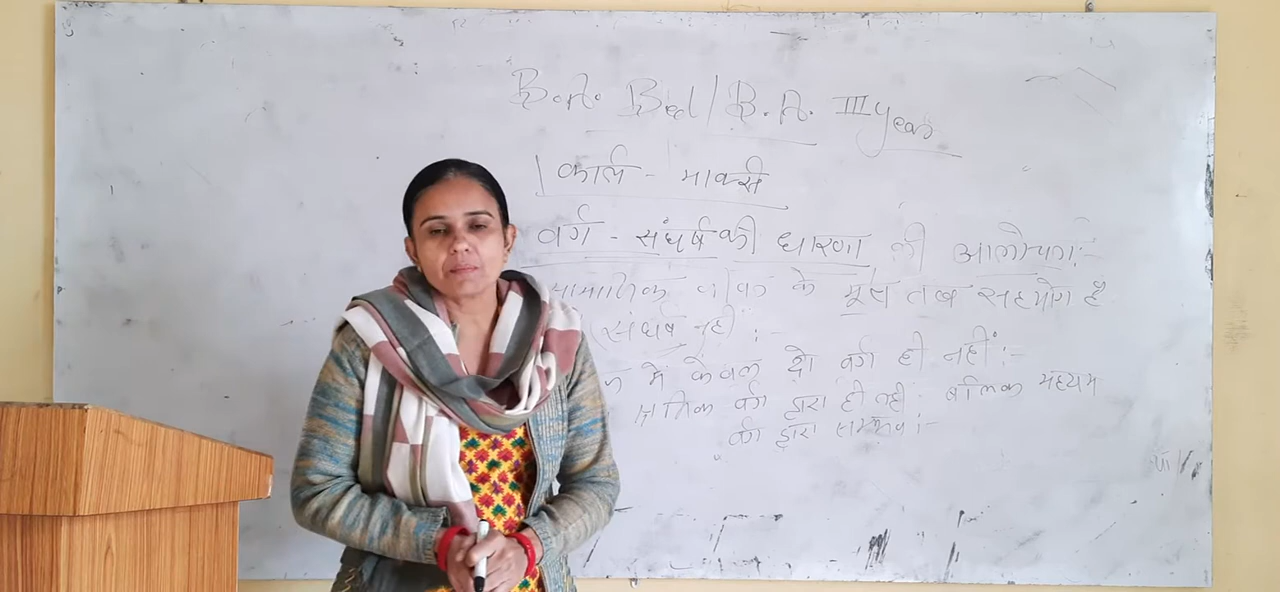 B.A. Bed/B.A. III Year
कार्ल - मार्क्स
वर्ग - संघर्ष की धारणा की आलोचना:-
सामाजिक जीवन के मूल तत्व सहयोग है
संघर्ष नही :-
में केवल दो वर्ग ही नहीं:-
श्रमिक वर्ग द्वारा ही नही बल्कि मध्यम
वर्ग द्वारा सम्भव :-